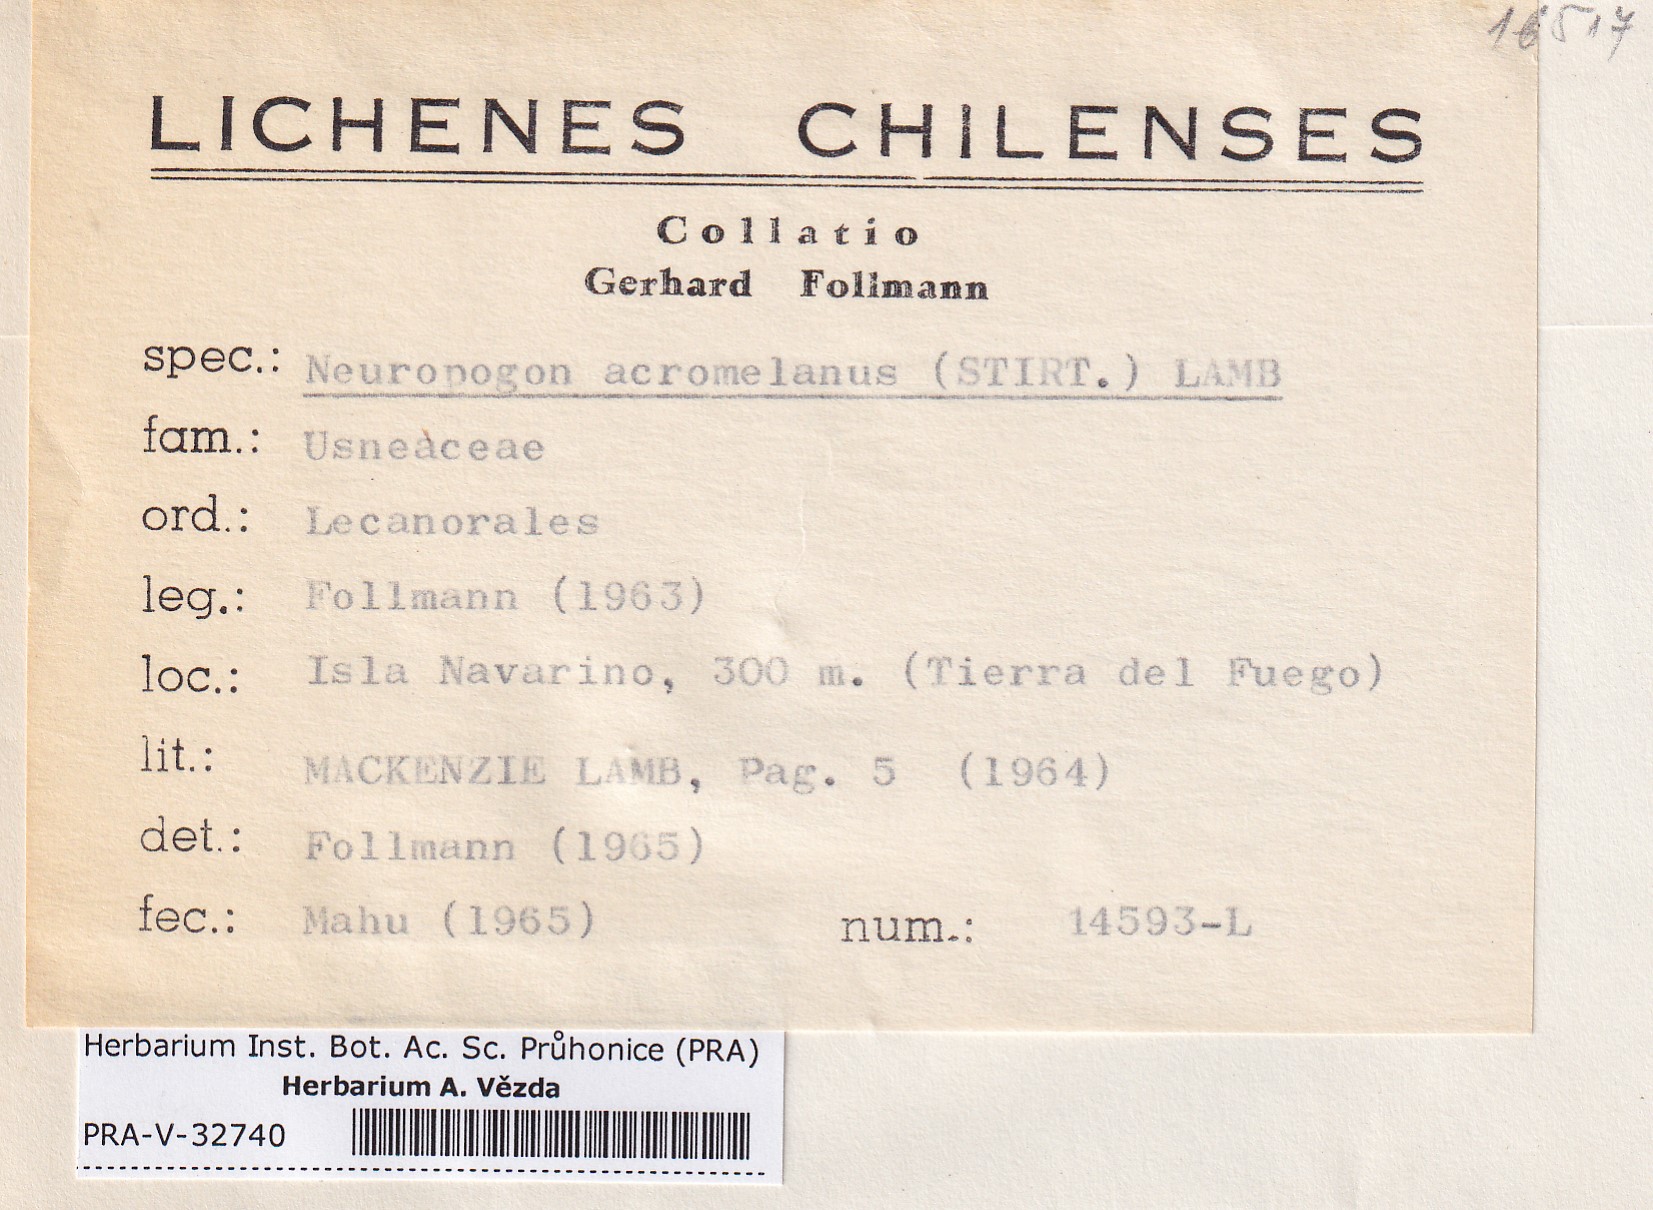 16517
LICHENES CHILENSES
Collatio
Gerhard Follmann
spec.: Neuropogon acromelanus (STIRT.) LAMB
fam.: Usneaceae
ord.: Lecanorales
leg.: Follmann (1963)
loc.: Isla Navarino, 300 m. (Tierra del Fuego)
lit.: MACKENZIE LAMB, Pag. 5 (1964)
det.: Follmann (1965)
fec.: Mahu (1965) num.: 14593-L
Herbarium Inst. Bot. Ac. Sc. Průhonice (PRA)
Herbarium A. Vězda
PRA-V-32740